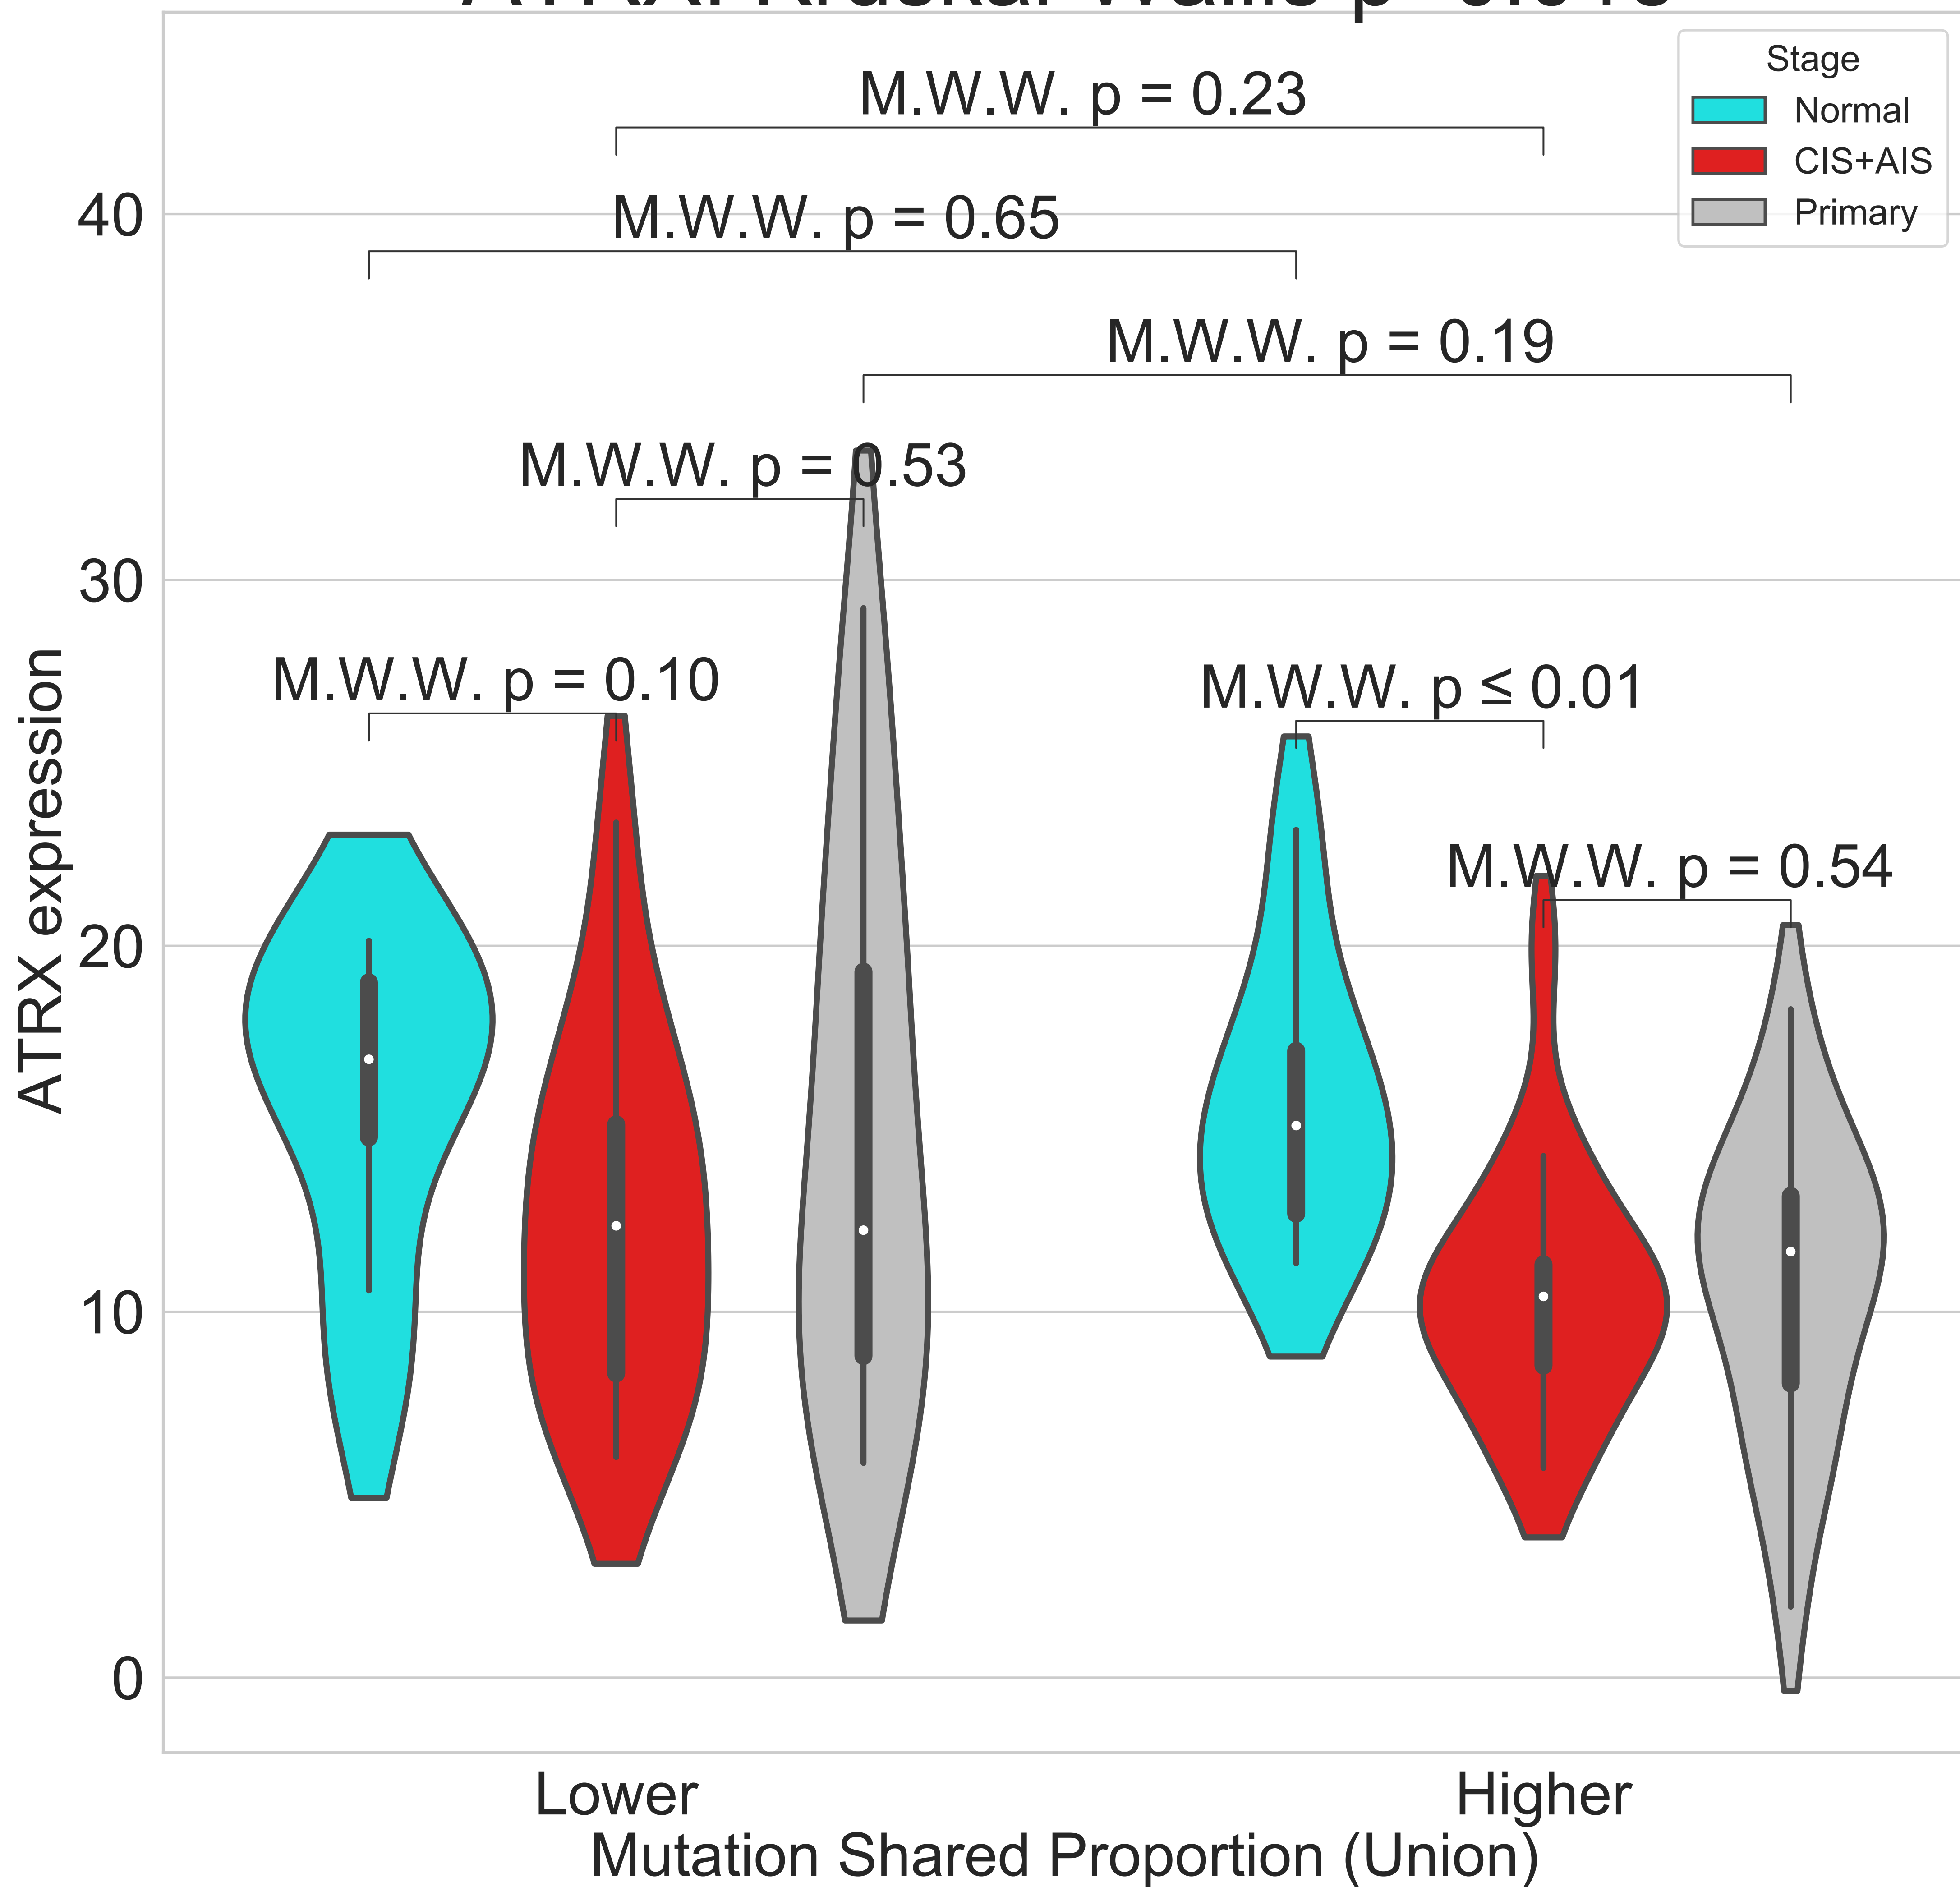 Stage
Normal
CIS+AIS
Primary
M.W.W. p = 0.23
M.W.W. p = 0.65
M.W.W. p = 0.19
M.W.W. p = 0.53
M.W.W. p = 0.10
M.W.W. p ≤ 0.01
M.W.W. p = 0.54
40
30
20
10
0
ATRX expression
Lower
Higher
Mutation Shared Proportion (Union)